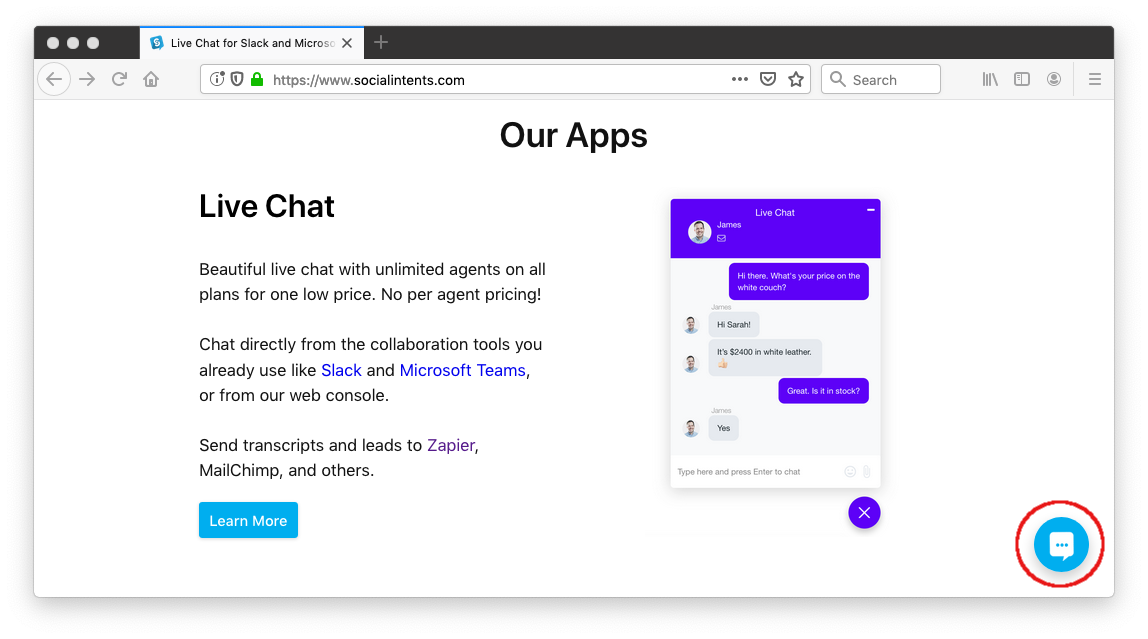 Live Chat for Slack and Microso
https://www.socialintents.com
Search
Our Apps
Live Chat
Beautiful live chat with unlimited agents on all
plans for one low price. No per agent pricing!
Chat directly from the collaboration tools you
already use like Slack and Microsoft Teams,
or from our web console.
Send transcripts and leads to Zapier,
MailChimp, and others.
Learn More
Live Chat
James
Hi there. What's your price on the
white couch?
James
Hi Sarah!
It's $2400 in white leather.
Great. Is it in stock?
James
Yes
Type here and press Enter to chat